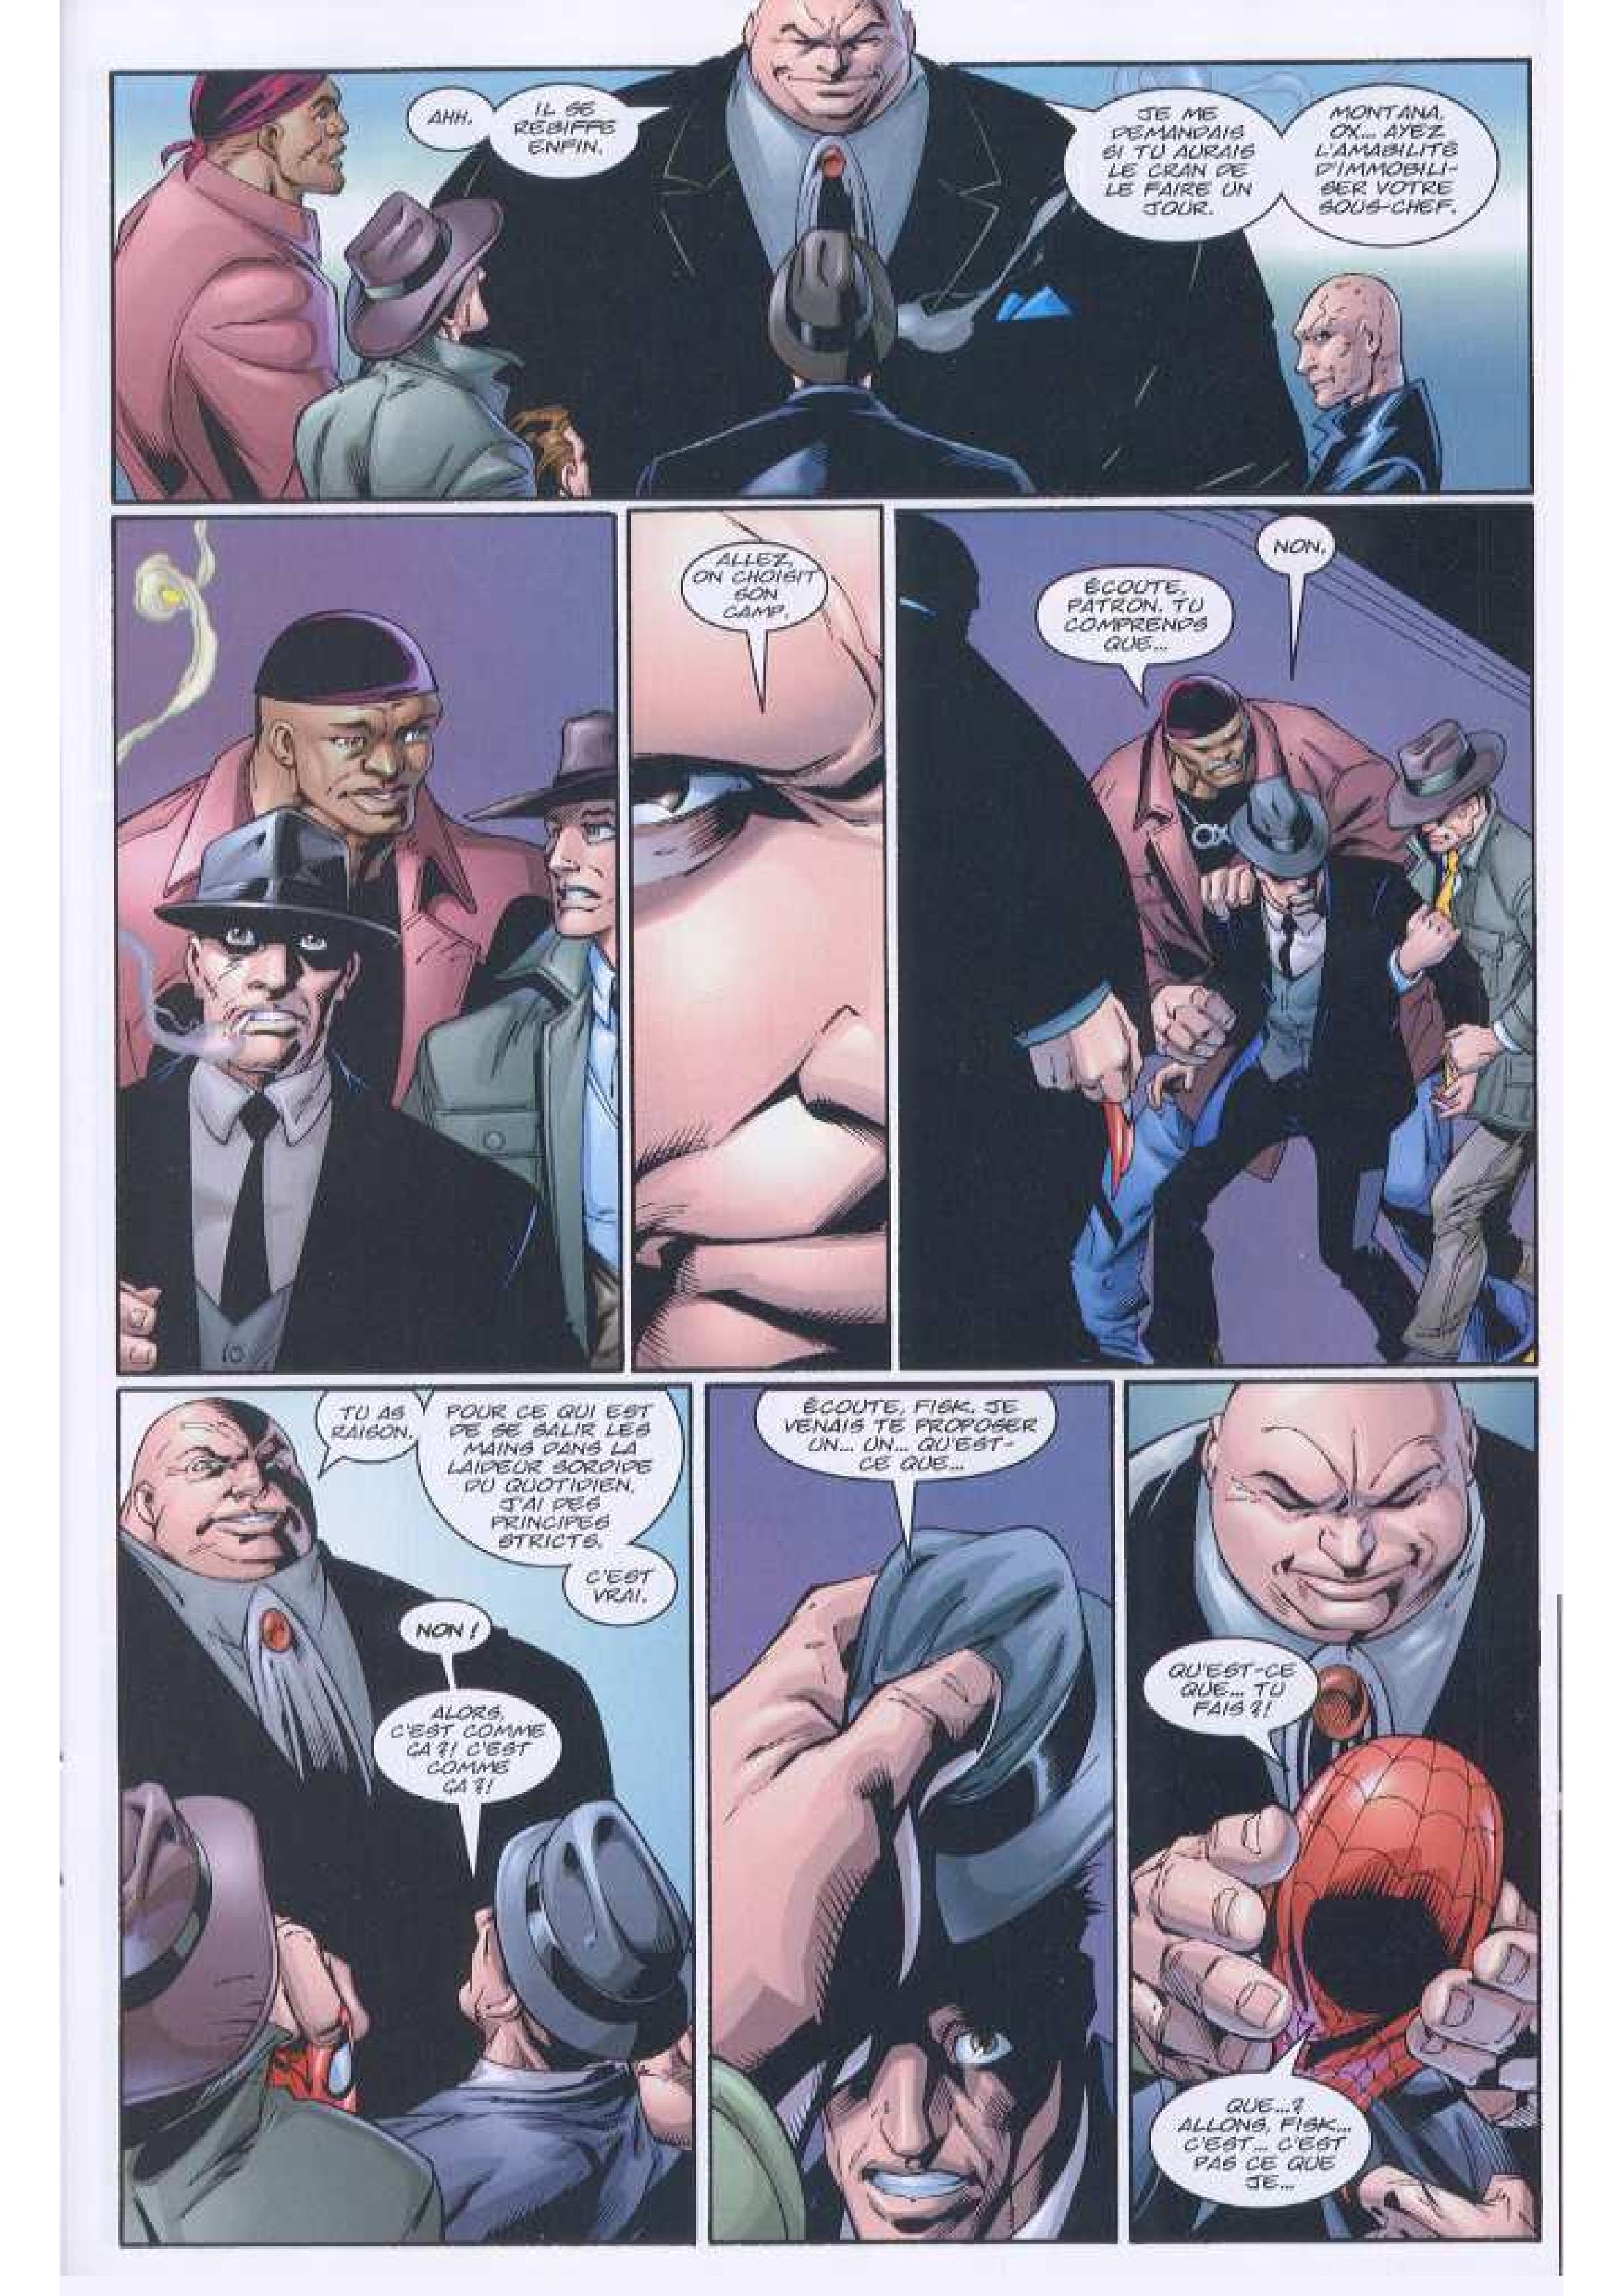 AHH.
IL SE
REBIFFE
ENFIN.
JE ME
DEMANDAIS
SI TU AURAIS
LE CRAN DE
LE FAIRE UN
JOUR.
MONTANA,
OX... AYEZ
L'AMABILITÉ
D'IMMOBILI-
SER VOTRE
SOUS-CHEF.
ALLEZ,
ON CHOISIT
SON
CAMP.
ÉCOUTE,
PATRON. TU
COMPRENDS
QUE...
NON.
OX
TU AS
RAISON.
POUR CE QUI EST
DE SE SALIR LES
MAINS DANS LA
LAIDEUR SORDIDE
DU QUOTIDIEN,
J'AI DES
PRINCIPES
STRICTS.
C'EST
VRAI.
NON !
ALORS,
C'EST COMME
ÇA ?! C'EST
COMME
ÇA ?!
ÉCOUTE, FISK. JE
VENAIS TE PROPOSER
UN... UN... QU'EST-
CE QUE...
QU'EST-CE
QUE... TU
FAIS ?!
QUE...?
ALLONS, FISK...
C'EST... C'EST
PAS CE QUE
JE...